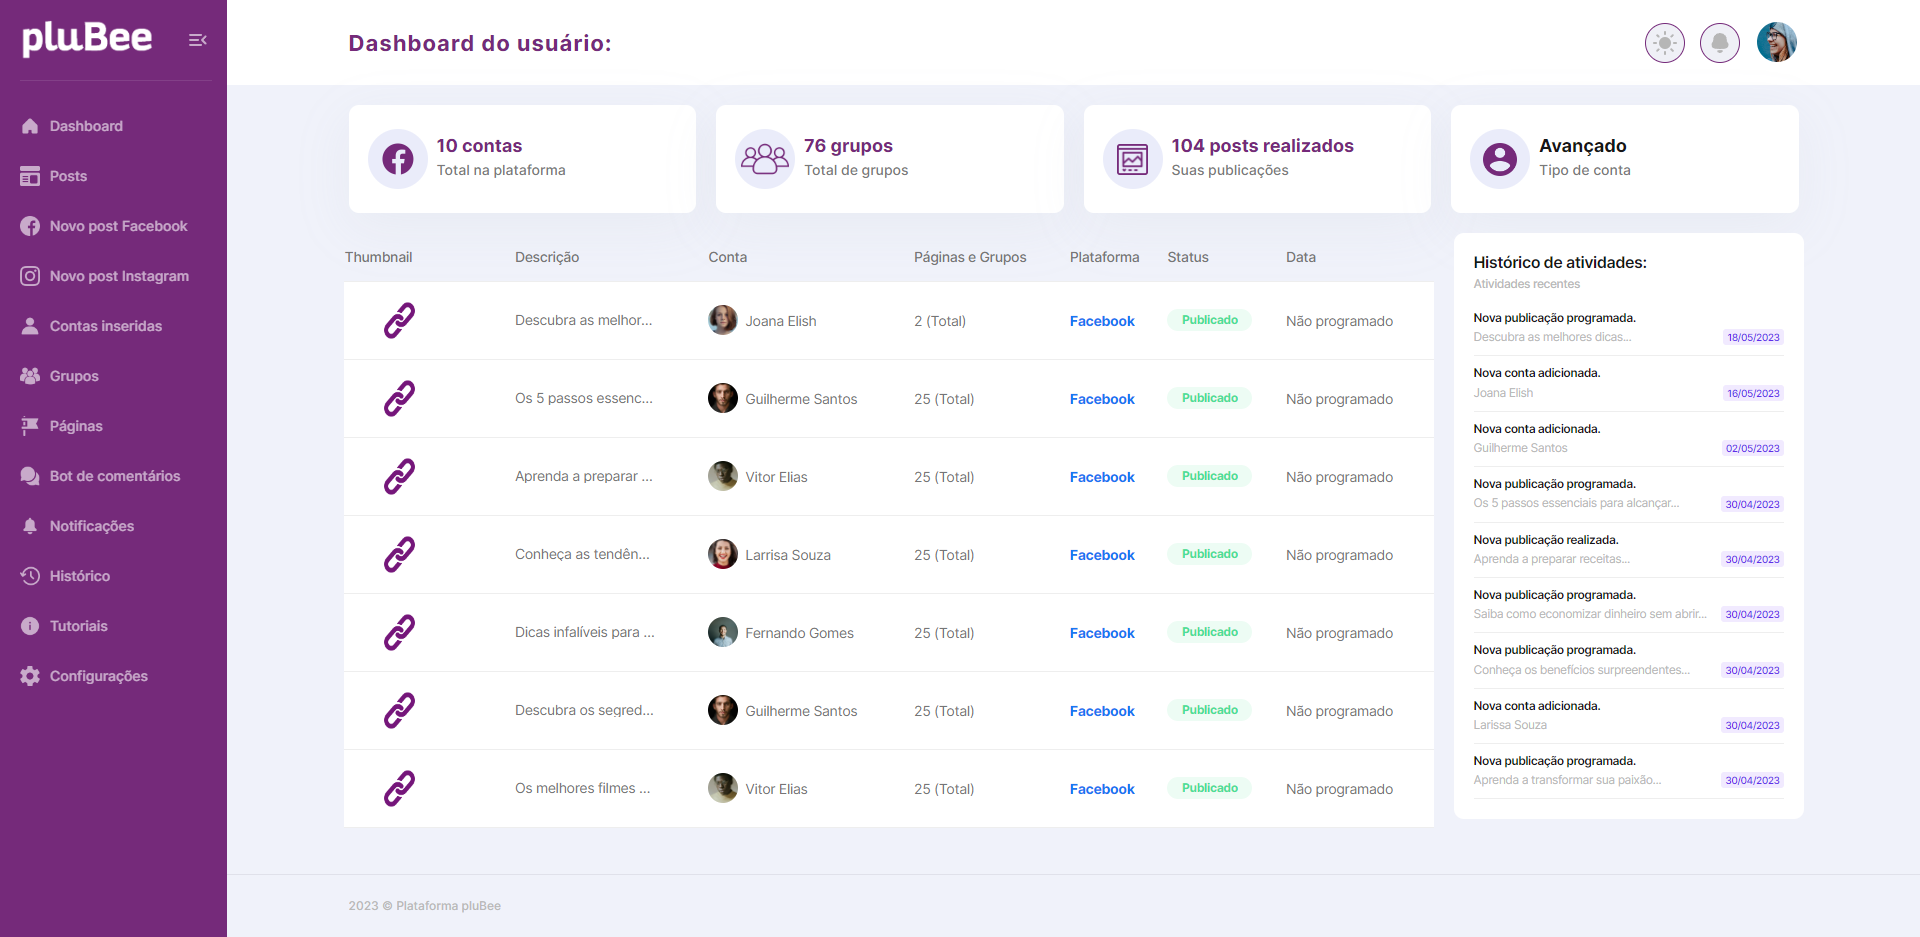 pluBee
Dashboard
Posts
Novo post Facebook
Novo post Instagram
Contas inseridas
Grupos
Páginas
Bot de comentários
Notificações
Histórico
Tutoriais
Configurações
Dashboard do usuário:
10 contas
Total na plataforma
76 grupos
Total de grupos
104 posts realizados
Suas publicações
Avançado
Tipo de conta
Thumbnail Descrição Conta Páginas e Grupos Plataforma Status Data
Descubra as melhor... Joana Elish 2 (Total) Facebook Publicado Não programado
Os 5 passos essenc... Guilherme Santos 25 (Total) Facebook Publicado Não programado
Aprenda a preparar ... Vitor Elias 25 (Total) Facebook Publicado Não programado
Conheça as tendên... Larrisa Souza 25 (Total) Facebook Publicado Não programado
Dicas infalíveis para ... Fernando Gomes 25 (Total) Facebook Publicado Não programado
Descubra os segred... Guilherme Santos 25 (Total) Facebook Publicado Não programado
Os melhores filmes ... Vitor Elias 25 (Total) Facebook Publicado Não programado
Histórico de atividades:
Atividades recentes
Nova publicação programada.
Descubra as melhores dicas... 18/05/2023
Nova conta adicionada.
Joana Elish 16/05/2023
Nova conta adicionada.
Guilherme Santos 02/05/2023
Nova publicação programada.
Os 5 passos essenciais para alcançar... 30/04/2023
Nova publicação realizada.
Aprenda a preparar receitas... 30/04/2023
Nova publicação programada.
Saiba como economizar dinheiro sem abrir... 30/04/2023
Nova publicação programada.
Conheça os benefícios surpreendentes... 30/04/2023
Nova conta adicionada.
Larissa Souza 30/04/2023
Nova publicação programada.
Aprenda a transformar sua paixão... 30/04/2023
2023 © Plataforma pluBee